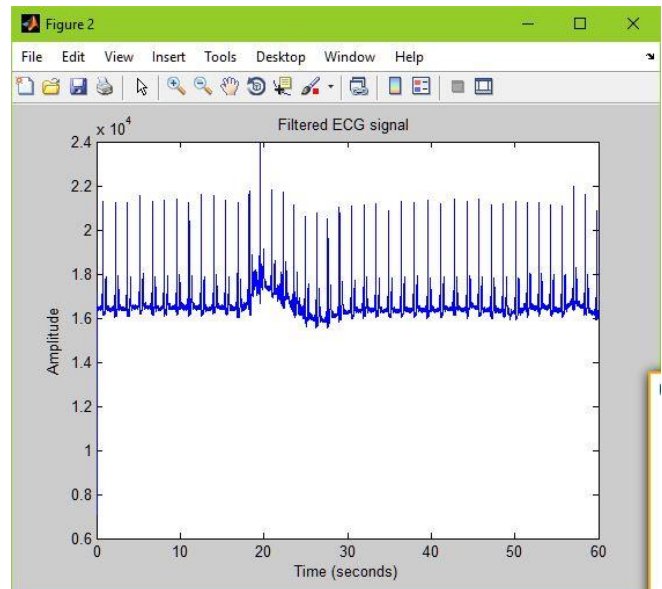 Figure 2
File Edit View Insert Tools Desktop Window Help
x 10^4
Filtered ECG signal
2.4
2.2
2
1.8
1.6
1.4
1.2
1
0.8
0.6
Amplitude
0 10 20 30 40 50 60
Time (seconds)